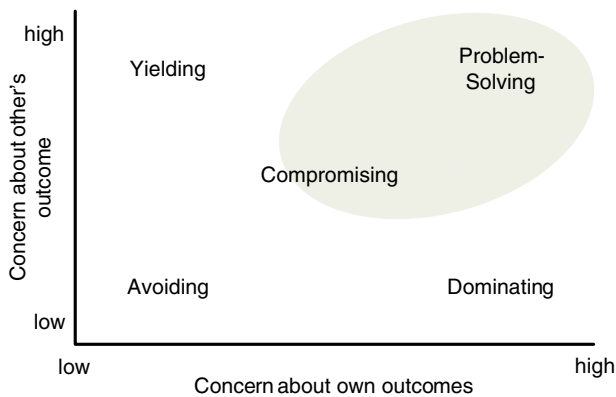 high
Yielding
Problem-
Solving
Concern about other's
outcome
Compromising
Avoiding
Dominating
low
low
high
Concern about own outcomes